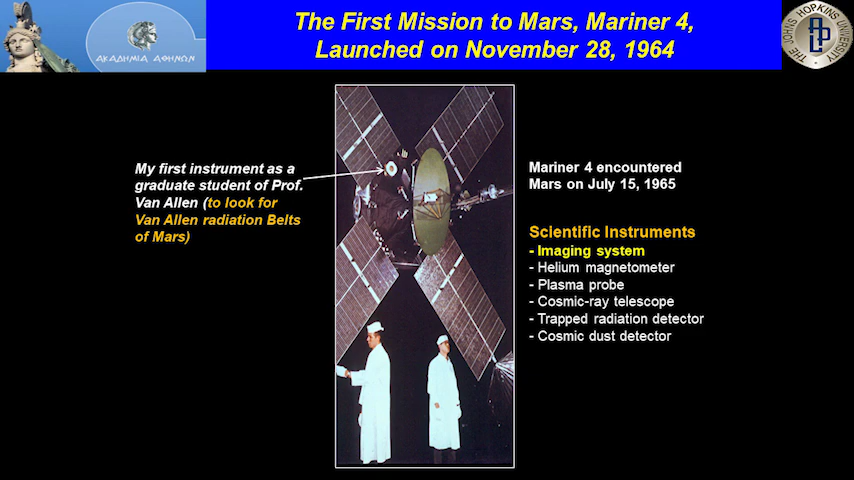 ΑΚΑΔΗΜΙΑ ΑΘΗΝΩΝ
The First Mission to Mars, Mariner 4,
Launched on November 28, 1964
THE JOHNS HOPKINS UNIVERSITY
My first instrument as a
graduate student of Prof.
Van Allen (to look for
Van Allen radiation Belts
of Mars)
Mariner 4 encountered
Mars on July 15, 1965
Scientific Instruments
- Imaging system
- Helium magnetometer
- Plasma probe
- Cosmic-ray telescope
- Trapped radiation detector
- Cosmic dust detector